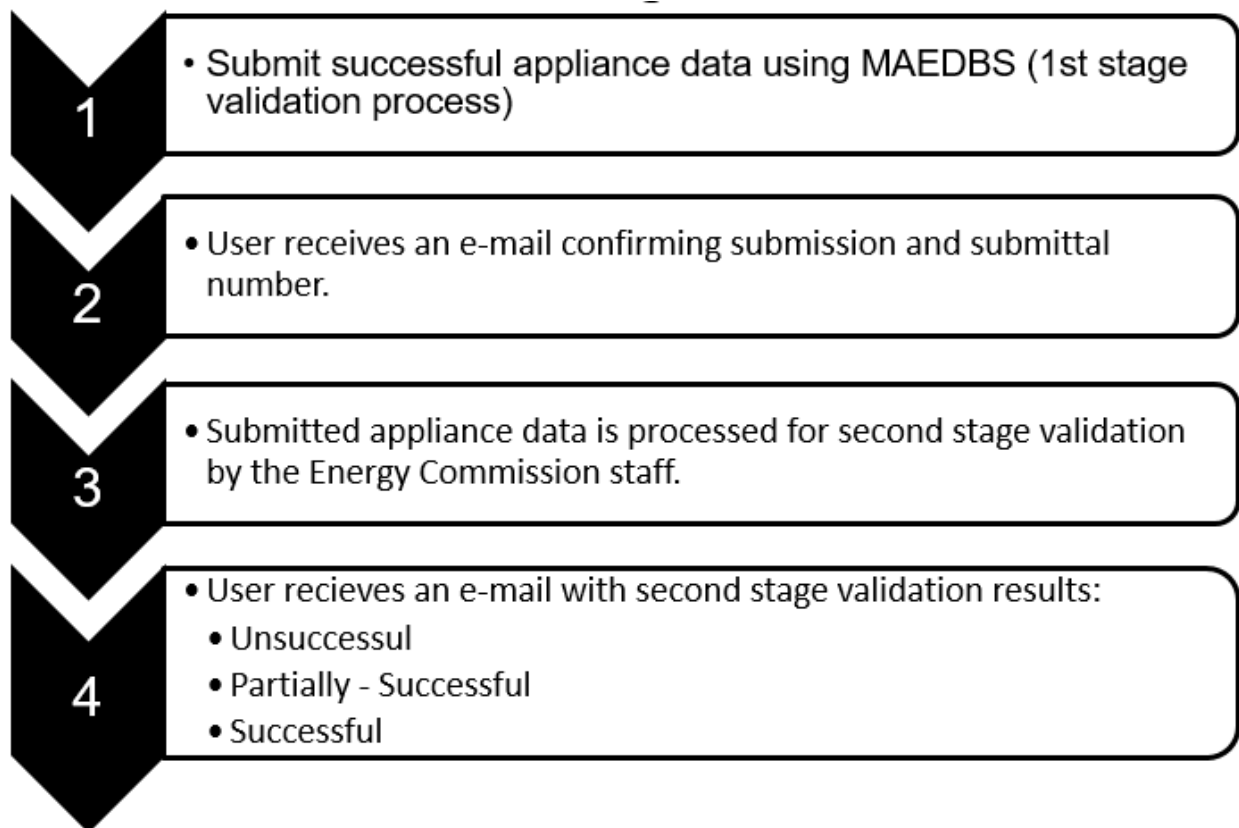 1
• Submit successful appliance data using MAEDBS (1st stage
validation process)
2
• User receives an e-mail confirming submission and submittal
number.
3
• Submitted appliance data is processed for second stage validation
by the Energy Commission staff.
4
• User recieves an e-mail with second stage validation results:
• Unsuccessul
• Partially - Successful
• Successful